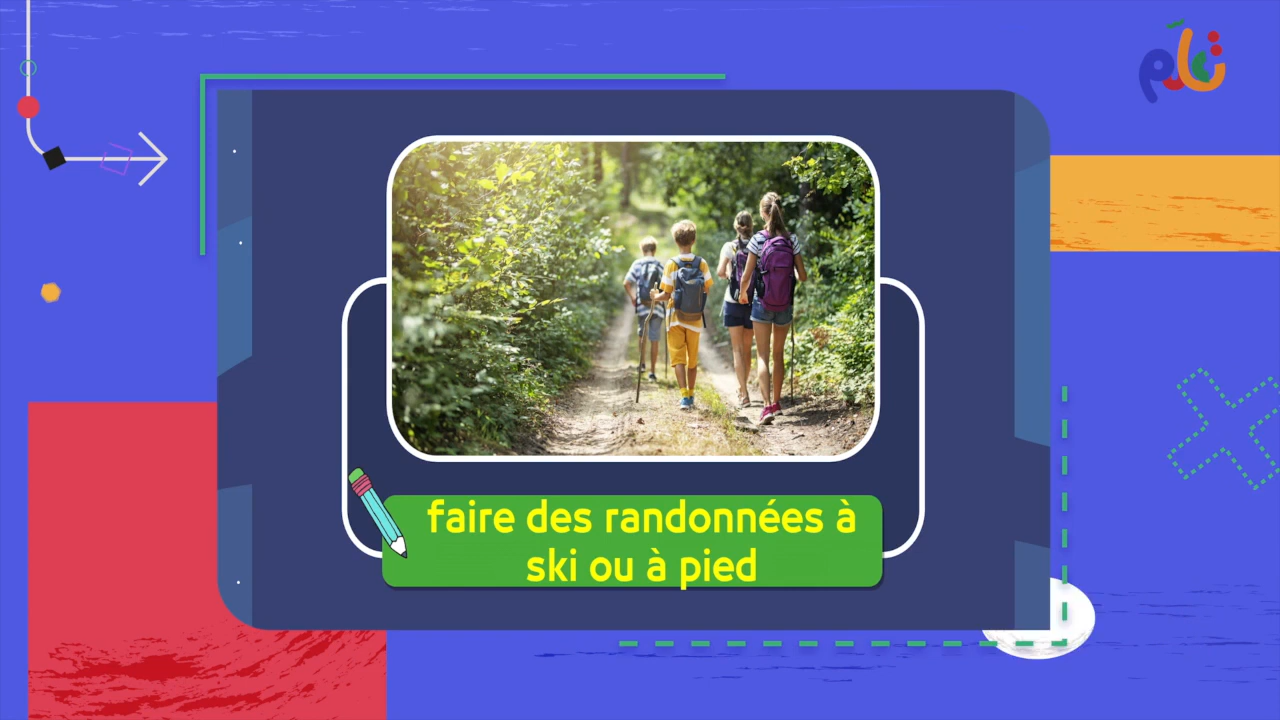 faire des randonnées à
ski ou à pied